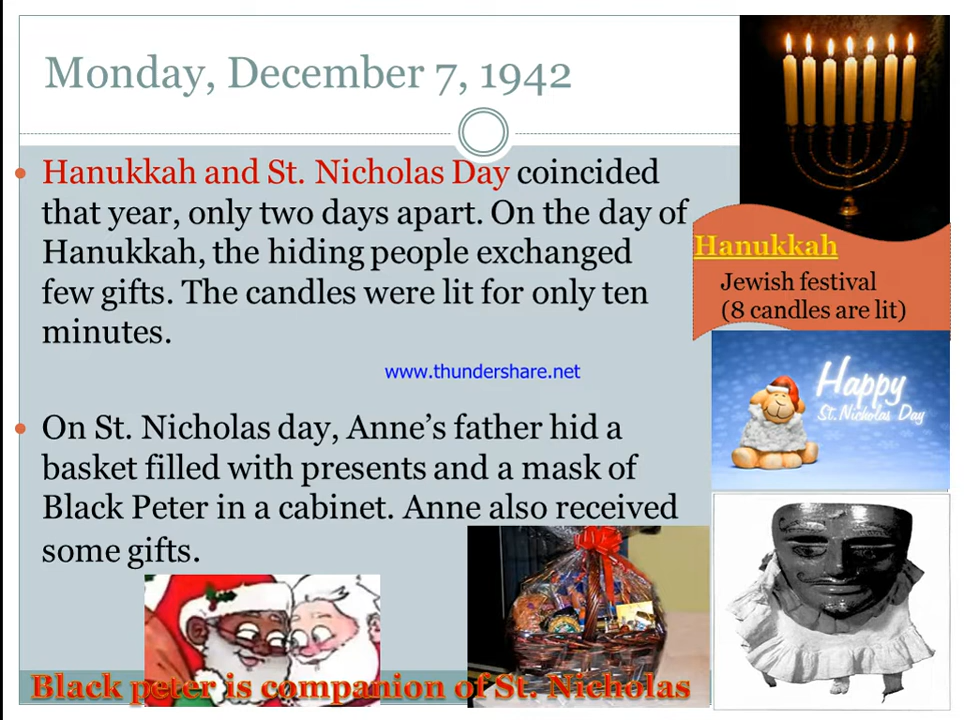 Monday, December 7, 1942
• Hanukkah and St. Nicholas Day coincided
that year, only two days apart. On the day of
Hanukkah, the hiding people exchanged
few gifts. The candles were lit for only ten
minutes.
www.thundershare.net
• On St. Nicholas day, Anne’s father hid a
basket filled with presents and a mask of
Black Peter in a cabinet. Anne also received
some gifts.
Hanukkah
Jewish festival
(8 candles are lit)
Happy
St. Nicholas Day
Black peter is companion of St. Nicholas